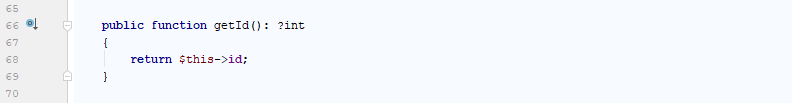 65
66 public function getId(): ?int
67 {
68 return $this->id;
69 }
70